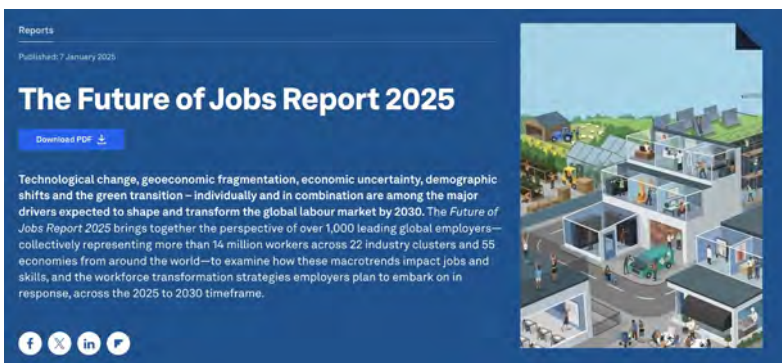 Reports
Published: 7 January 2025
The Future of Jobs Report 2025
Download PDF
Technological change, geoeconomic fragmentation, economic uncertainty, demographic
shifts and the green transition – individually and in combination are among the major
drivers expected to shape and transform the global labour market by 2030. The Future of
Jobs Report 2025 brings together the perspective of over 1,000 leading global employers—
collectively representing more than 14 million workers across 22 industry clusters and 55
economies from around the world—to examine how these macrotrends impact jobs and
skills, and the workforce transformation strategies employers plan to embark on in
response, across the 2025 to 2030 timeframe.